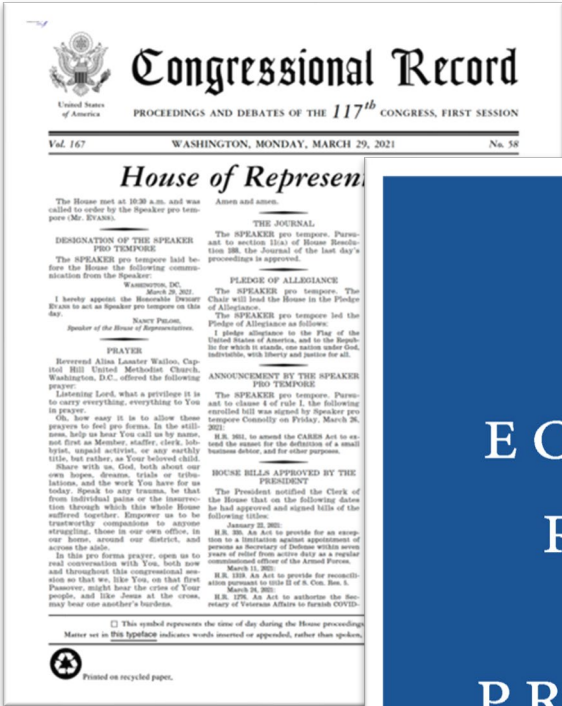 United States
of America
Congressional Record
PROCEEDINGS AND DEBATES OF THE 117th CONGRESS, FIRST SESSION
Vol. 167 WASHINGTON, MONDAY, MARCH 29, 2021 No. 58
House of Represen
The House met at 10:30 a.m. and was
called to order by the Speaker pro tem-
pore (Mr. EVANS).
DESIGNATION OF THE SPEAKER
PRO TEMPORE
The SPEAKER pro tempore laid be-
fore the House the following commu-
nication from the Speaker:
WASHINGTON, DC,
March 29, 2021.
I hereby appoint the Honorable DWIGHT
EVANS to act as Speaker pro tempore on this
day.
NANCY PELOSI,
Speaker of the House of Representatives.
PRAYER
Reverend Alisa Lasater Wailoo, Cap-
itol Hill United Methodist Church,
Washington, D.C., offered the following
prayer:
Listening Lord, what a privilege it is
to carry everything, everything to You
in prayer.
Oh, how easy it is to allow these
prayers to feel pro forma. In the still-
ness, help us hear You call us by name,
not first as Member, staffer, clerk, lob-
byist, unpaid activist, or any earthly
title, but rather, as Your beloved child.
Share with us, God, both about our
own hopes, dreams, trials or tribu-
lations, and the work You have for us
today. Speak to any trauma, be that
from individual pains or the insurrec-
tion through which this whole House
suffered together. Empower us to be
trustworthy companions to anyone
struggling, those in our own office, in
our home, around our district, and
across the aisle.
In this pro forma prayer, open us to
real conversation with You, both now
and throughout this congressional ses-
sion so that we, like You, on that first
Passover, might hear the cries of Your
people, and like Jesus at the cross,
may bear one another's burdens.
Amen and amen.
THE JOURNAL
The SPEAKER pro tempore. Pursu-
ant to section 11(a) of House Resolu-
tion 188, the Journal of the last day's
proceedings is approved.
PLEDGE OF ALLEGIANCE
The SPEAKER pro tempore. The
Chair will lead the House in the Pledge
of Allegiance.
The SPEAKER pro tempore led the
Pledge of Allegiance as follows:
I pledge allegiance to the Flag of the
United States of America, and to the Repub-
lic for which it stands, one nation under God,
indivisible, with liberty and justice for all.
ANNOUNCEMENT BY THE SPEAKER
PRO TEMPORE
The SPEAKER pro tempore. Pursu-
ant to clause 4 of rule I, the following
enrolled bill was signed by Speaker pro
tempore Connolly on Friday, March 26,
2021:
H.R. 1651, to amend the CARES Act to ex-
tend the sunset for the definition of a small
business debtor, and for other purposes.
HOUSE BILLS APPROVED BY THE
PRESIDENT
The President notified the Clerk of
the House that on the following dates
he had approved and signed bills of the
following titles:
January 22, 2021:
H.R. 335. An Act to provide for an excep-
tion to a limitation against appointment of
persons as Secretary of Defense within seven
years of relief from active duty as a regular
commissioned officer of the Armed Forces.
March 11, 2021:
H.R. 1319. An Act to provide for reconcili-
ation pursuant to title II of S. Con. Res. 5.
March 24, 2021:
H.R. 1276. An Act to authorize the Sec-
retary of Veterans Affairs to furnish COVID-
□ This symbol represents the time of day during the House proceedings
Matter set in this typeface indicates words inserted or appended, rather than spoken,
Printed on recycled paper.
E
PR